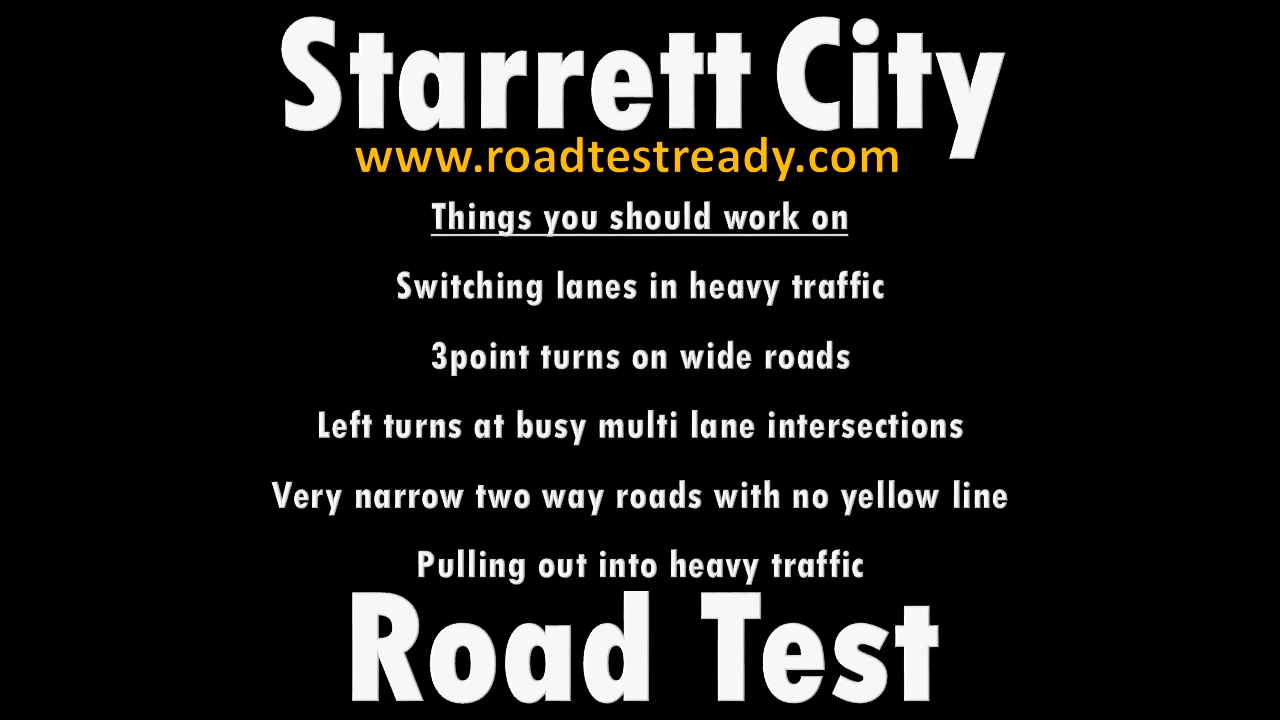 Starrett City
www.roadtestready.com
Things you should work on
Switching lanes in heavy traffic
3point turns on wide roads
Left turns at busy multi lane intersections
Very narrow two way roads with no yellow line
Pulling out into heavy traffic
Road Test